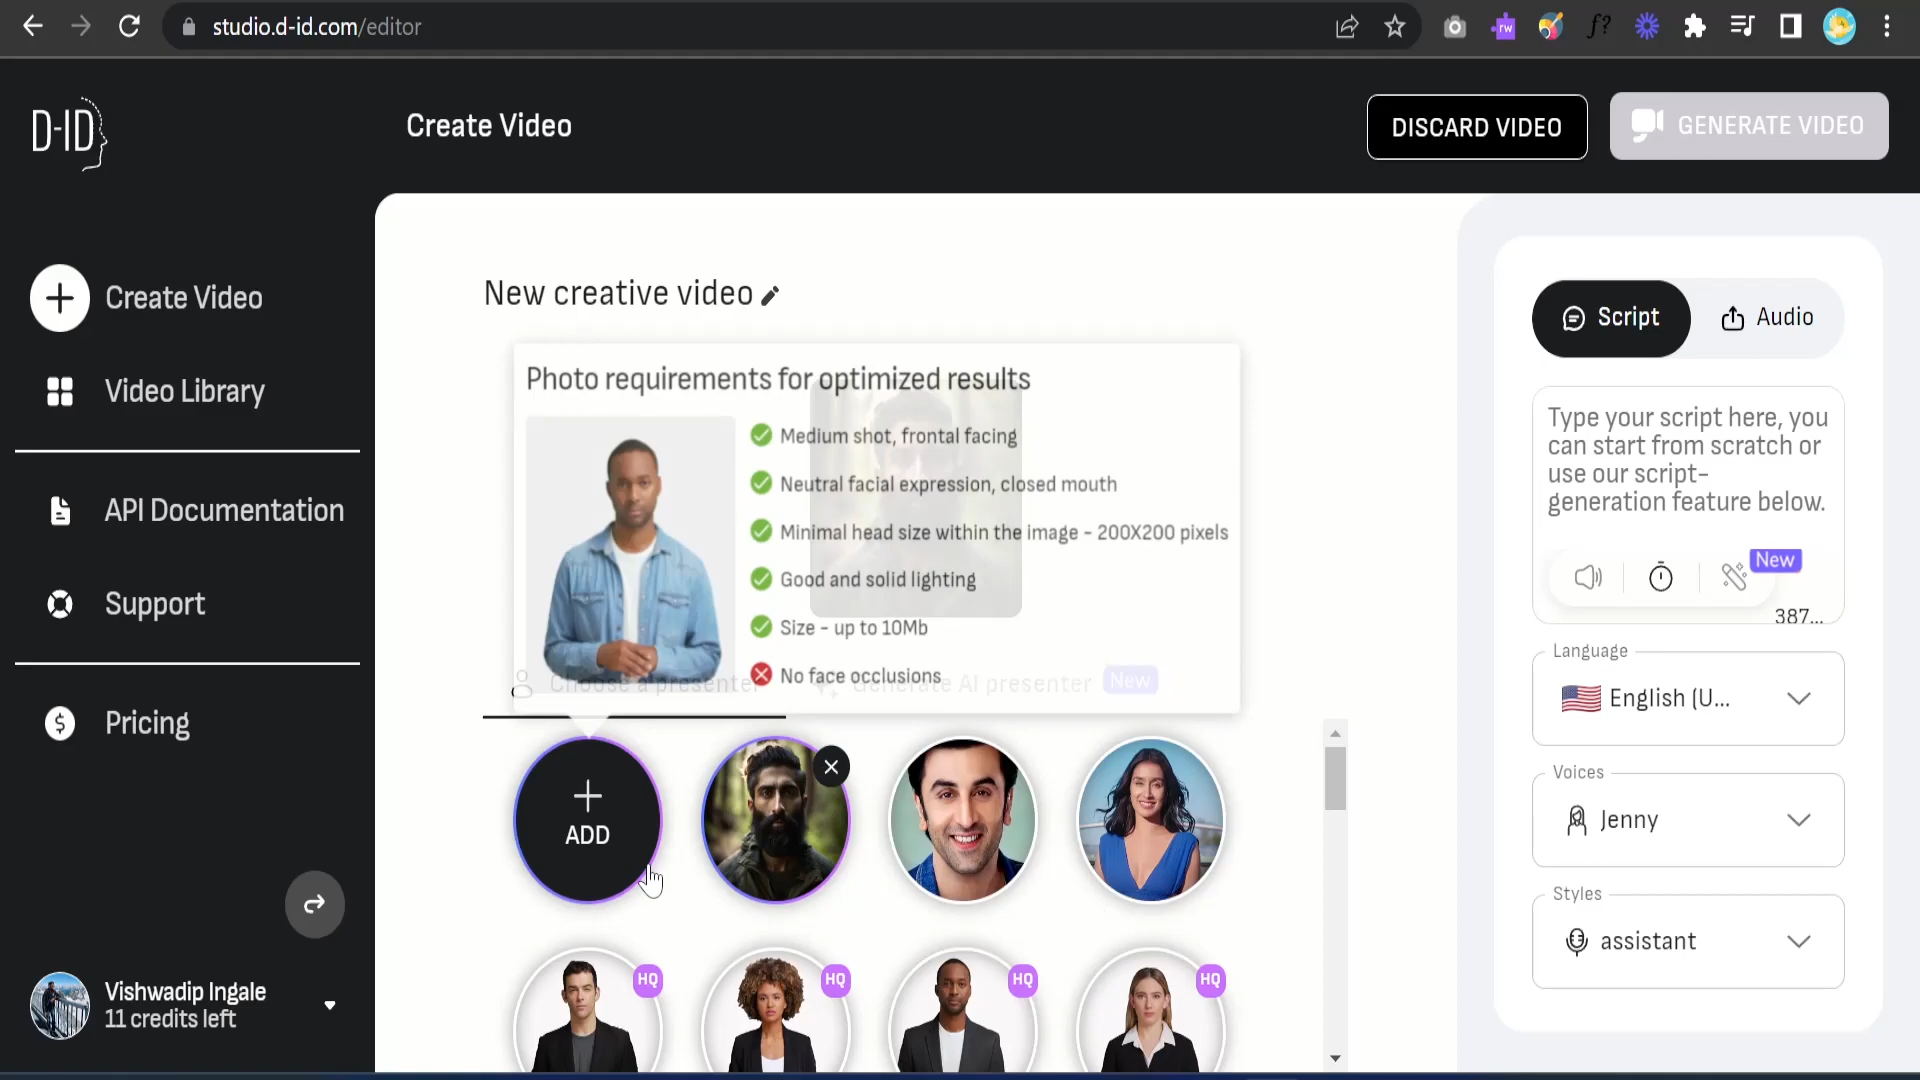 studio.d-id.com/editor
rw
f?
D-ID
Create Video
DISCARD VIDEO
GENERATE VIDEO
Create Video
Video Library
API Documentation
Support
Pricing
Vishwadip Ingale
11 credits left
New creative video
Photo requirements for optimized results
Medium shot, frontal facing
Neutral facial expression, closed mouth
Minimal head size within the image - 200X200 pixels
Good and solid lighting
Size - up to 10Mb
No face occlusions
Choose a presenter
Generate AI presenter
New
ADD
HQ
HQ
HQ
HQ
Script
Audio
Type your script here, you
can start from scratch or
use our script-
generation feature below.
New
387...
Language
English (U...
Voices
Jenny
Styles
assistant